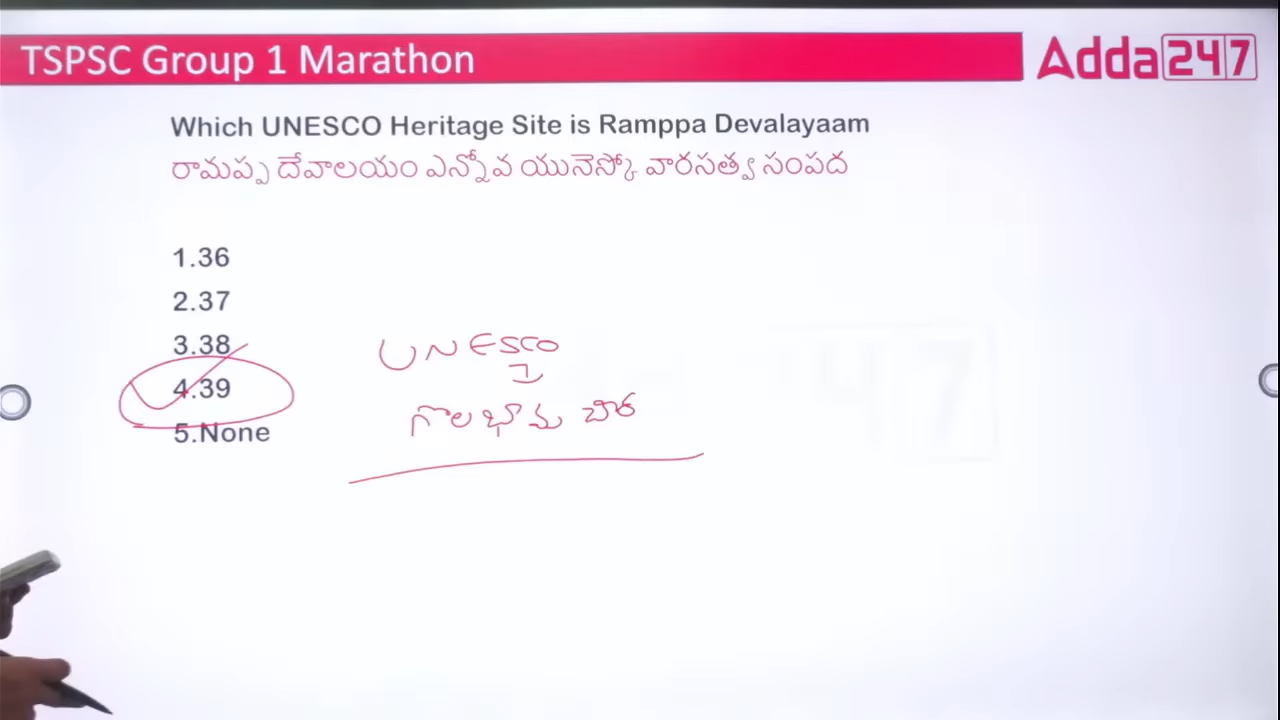 TSPSC Group 1 Marathon
Adda247
Which UNESCO Heritage Site is Ramppa Devalayaam
రామప్ప దేవాలయం ఎన్నోవ యునెస్కో వారసత్వ సంపద
1.36
2.37
3.38
4.39
5.None
UNESCO
గొలభామ చీర